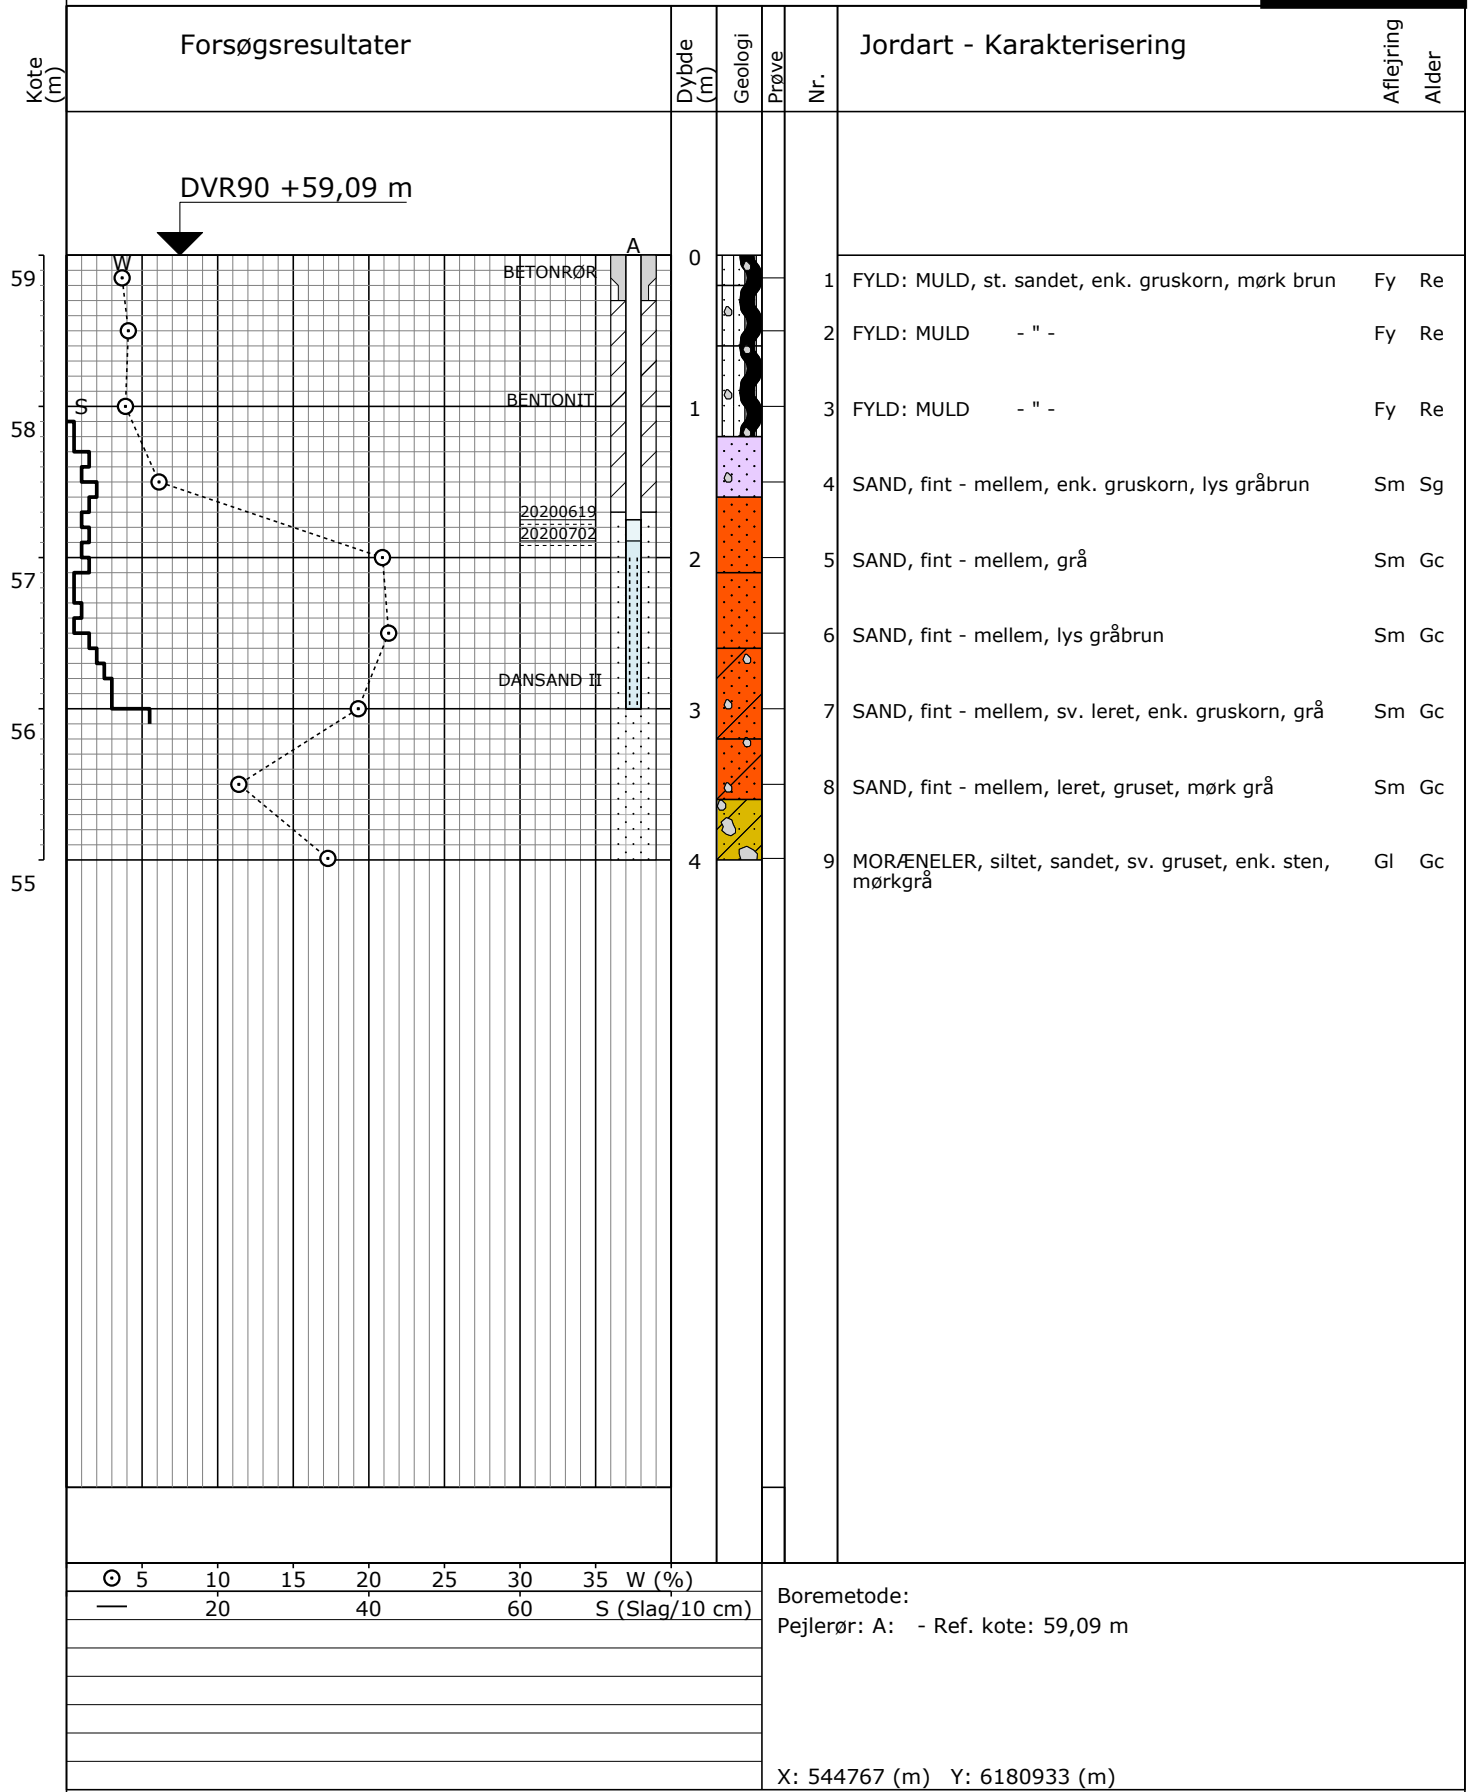 Kote (m)
Forsøgsresultater
Dybde (m)
Geologi
Prøve
Nr.
Jordart - Karakterisering
Aflejring
Alder
DVR90 +59,09 m
A
W
0
BETONRØR
59
1 FYLD: MULD, st. sandet, enk. gruskorn, mørk brun Fy Re
2 FYLD: MULD - " - Fy Re
S
BENTONIT
1
3 FYLD: MULD - " - Fy Re
58
4 SAND, fint - mellem, enk. gruskorn, lys gråbrun Sm Sg
20200619
20200702
2
5 SAND, fint - mellem, grå Sm Gc
57
6 SAND, fint - mellem, lys gråbrun Sm Gc
DANSAND II
3
7 SAND, fint - mellem, sv. leret, enk. gruskorn, grå Sm Gc
56
8 SAND, fint - mellem, leret, gruset, mørk grå Sm Gc
4
9 MORÆNELER, siltet, sandet, sv. gruset, enk. sten, Gl Gc
mørkgrå
55
5 10 15 20 25 30 35 W (%)
20 40 60 S (Slag/10 cm)
Boremetode:
Pejlerør: A: - Ref. kote: 59,09 m
X: 544767 (m) Y: 6180933 (m)